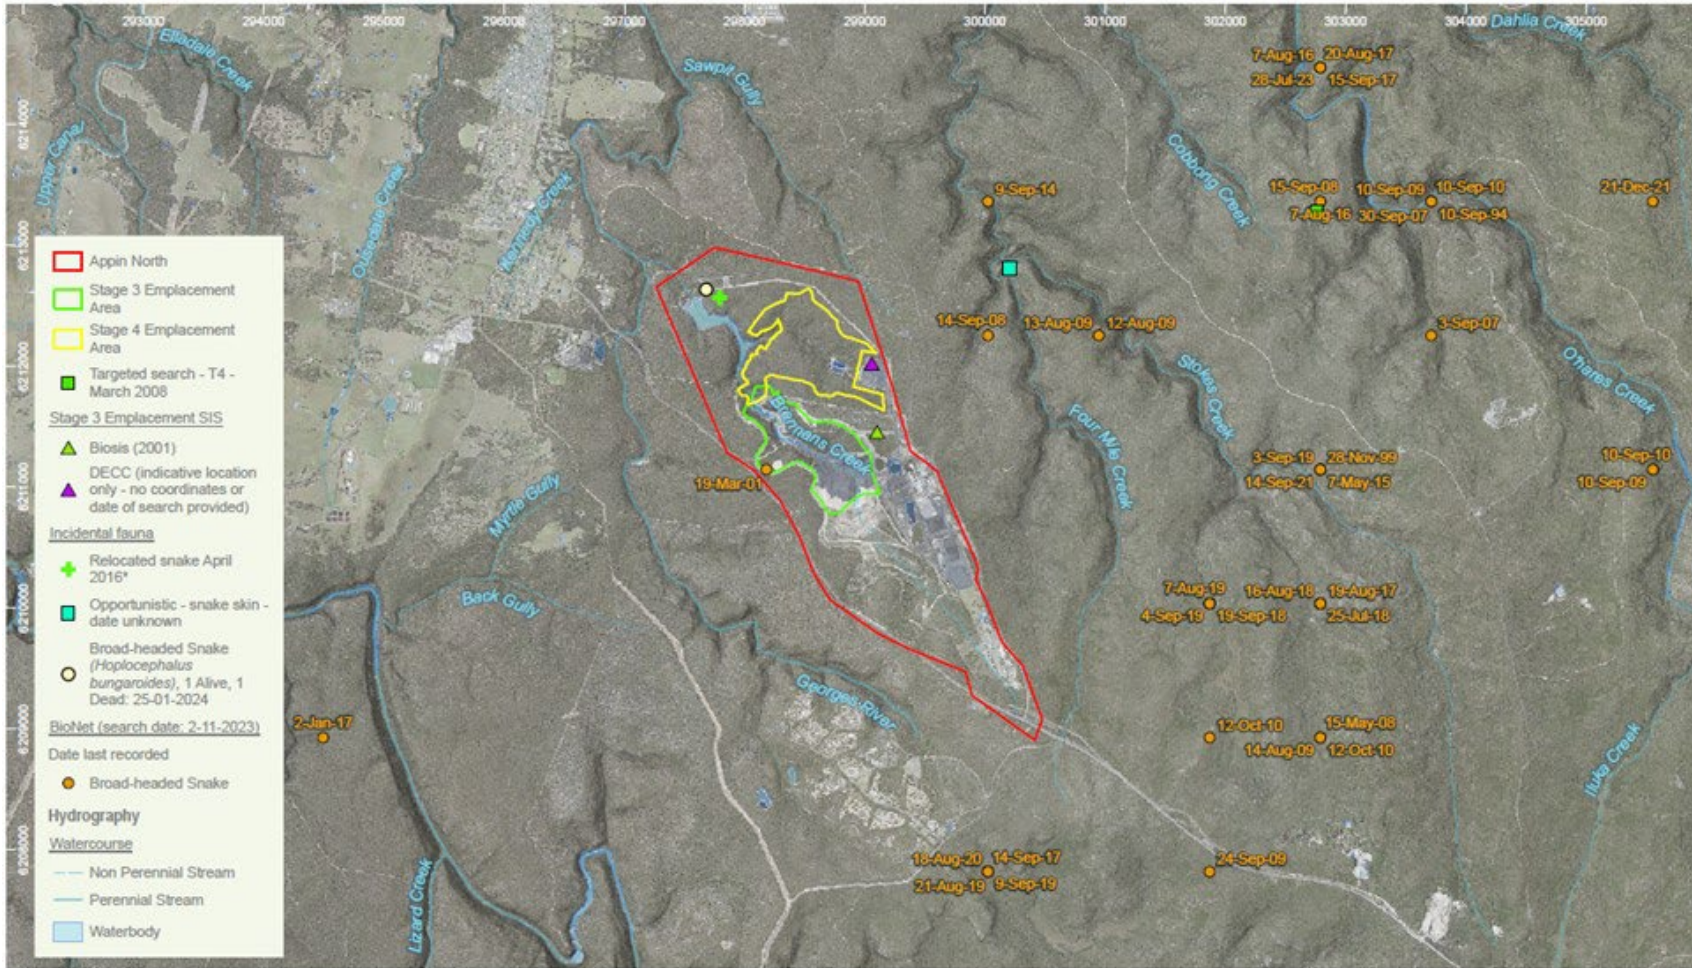 293000
294000
295000
296000
297000
298000
299000
300000
301000
302000
303000
304000
305000
6214000
6213000
6212000
6211000
6210000
6209000
6208000
Elladale Creek
Upper Canal
Ousedale Creek
Kennedy Creek
Sawpit Gully
Dahlia Creek
Cobbong Creek
7-Aug-16 20-Aug-17
28-Jul-23 15-Sep-17
9-Sep-14
15-Sep-08
7-Aug-16
10-Sep-09 10-Sep-10
30-Sep-07 10-Sep-94
21-Dec-21
14-Sep-08
13-Aug-09 12-Aug-09
3-Sep-07
Stokes Creek
O'hares Creek
Four Mile Creek
Brennans Creek
19-Mar-01
3-Sep-19 28-Nov-99
14-Sep-21 7-May-15
10-Sep-10
10-Sep-09
Myrtle Gully
Back Gully
7-Aug-19
4-Sep-19 19-Sep-18
16-Aug-18 19-Aug-17
25-Jul-18
Georges River
2-Jan-17
12-Oct-10
15-May-08
14-Aug-09 12-Oct-10
Iluka Creek
Lizard Creek
18-Aug-20 14-Sep-17
21-Aug-19 9-Sep-19
24-Sep-09
Appin North
Stage 3 Emplacement
Area
Stage 4 Emplacement
Area
Targeted search - T4 -
March 2008
Stage 3 Emplacement SIS
Biosis (2001)
DECC (indicative location
only - no coordinates or
date of search provided)
Incidental fauna
Relocated snake April
2016*
Opportunistic - snake skin -
date unknown
Broad-headed Snake
(Hoplocephalus
bungaroides), 1 Alive, 1
Dead: 25-01-2024
BioNet (search date: 2-11-2023)
Date last recorded
Broad-headed Snake
Hydrography
Watercourse
Non Perennial Stream
Perennial Stream
Waterbody